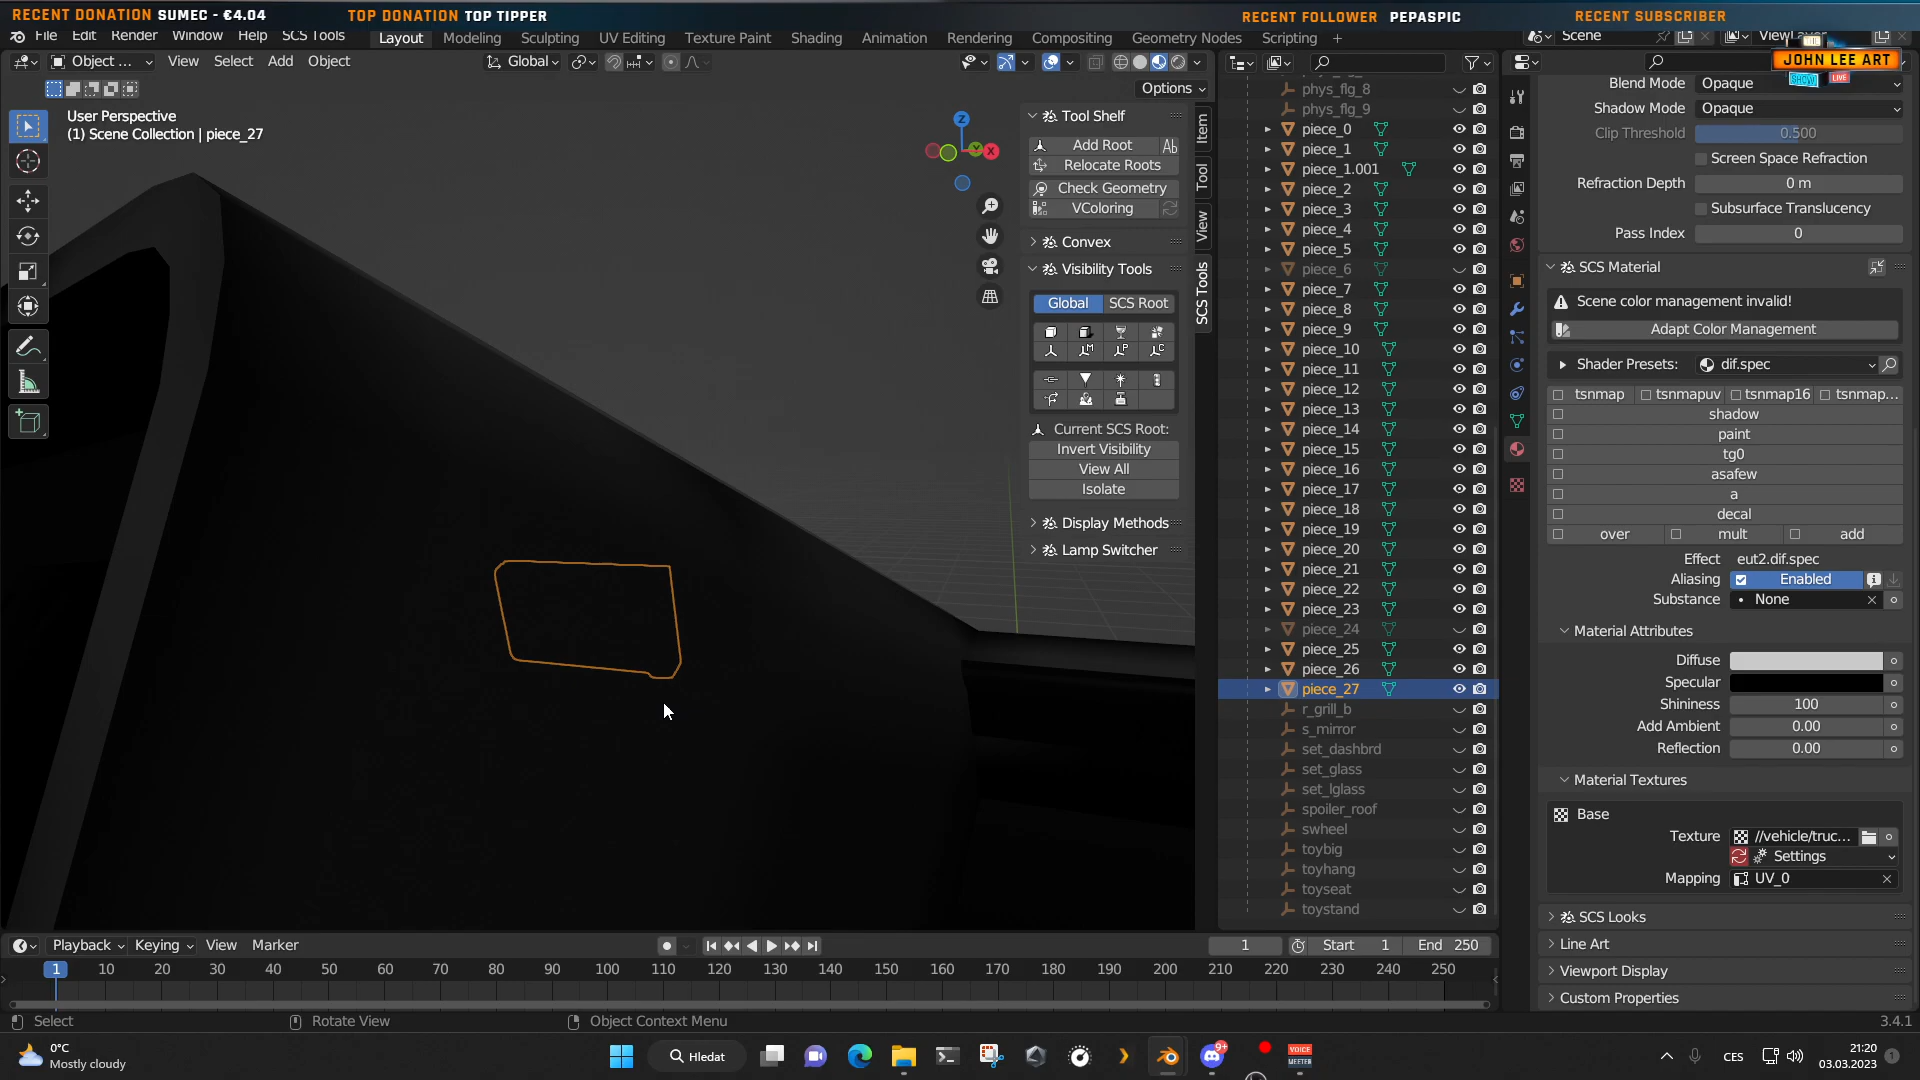 RECENT DONATION SUMEC - €4.04
TOP DONATION TOP TIPPER
RECENT FOLLOWER PEPASPIC
RECENT SUBSCRIBER
JOHN LEE ART
SHOW LIVE
File Edit Render Window Help SCS Tools
Layout Modeling Sculpting UV Editing Texture Paint Shading Animation Rendering Compositing Geometry Nodes Scripting +
Scene
ViewLayer
Object ... View Select Add Object
Global
Options
User Perspective
(1) Scene Collection | piece_27
Z
Y
X
Tool Shelf
Add Root Ab
Relocate Roots
Check Geometry
VColoring
Convex
Visibility Tools
Global SCS Root
Current SCS Root:
Invert Visibility
View All
Isolate
Display Methods
Lamp Switcher
Item
Tool
View
SCS Tools
phys_flg_8
phys_flg_9
piece_0
piece_1
piece_1.001
piece_2
piece_3
piece_4
piece_5
piece_6
piece_7
piece_8
piece_9
piece_10
piece_11
piece_12
piece_13
piece_14
piece_15
piece_16
piece_17
piece_18
piece_19
piece_20
piece_21
piece_22
piece_23
piece_24
piece_25
piece_26
piece_27
r_grill_b
s_mirror
set_dashbrd
set_glass
set_lglass
spoiler_roof
swheel
toybig
toyhang
toyseat
toystand
Blend Mode Opaque
Shadow Mode Opaque
Clip Threshold 0.500
Screen Space Refraction
Refraction Depth 0 m
Subsurface Translucency
Pass Index 0
SCS Material
Scene color management invalid!
Adapt Color Management
Shader Presets: dif.spec
tsnmap tsnmapuv tsnmap16 tsnmap...
shadow
paint
tg0
asafew
a
decal
over mult add
Effect eut2.dif.spec
Aliasing Enabled
Substance None
Material Attributes
Diffuse
Specular
Shininess 100
Add Ambient 0.00
Reflection 0.00
Material Textures
Base
Texture //vehicle/truc...
Settings
Mapping UV_0
SCS Looks
Line Art
Viewport Display
Custom Properties
Playback Keying View Marker
1 Start 1 End 250
1 10 20 30 40 50 60 70 80 90 100 110 120 130 140 150 160 170 180 190 200 210 220 230 240 250
Select Rotate View Object Context Menu
3.4.1
0°C
Mostly cloudy
Hledat
9+
VOICE
MEETER
CES
21:20
03.03.2023
1